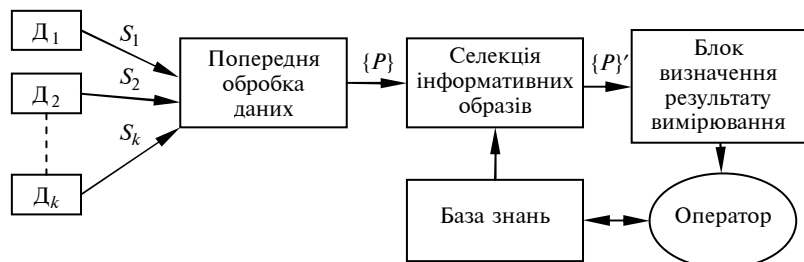 Д1
S1
Д2
S2
Дk
Sk
Попередня
обробка
даних
{P}
Селекція
інформативних
образів
{P}′
Блок
визначення
результату
вимірювання
База знань
Оператор